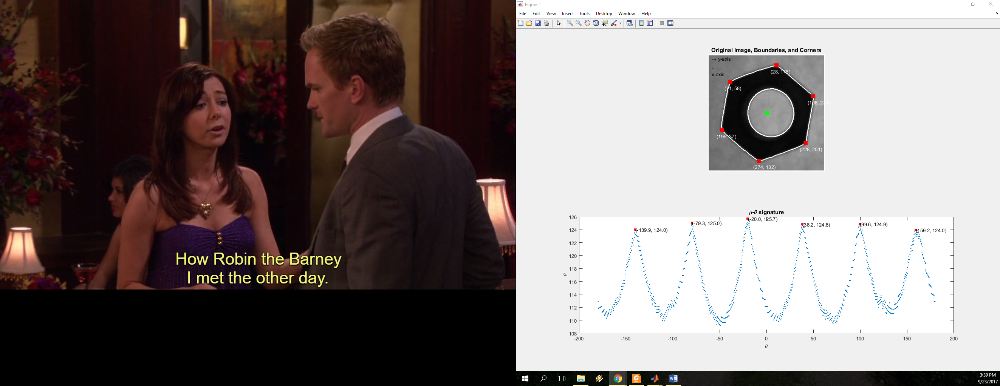 How Robin the Barney
I met the other day.
Figure 1
File Edit View Insert Tools Desktop Window Help
Original Image, Boundaries, and Corners
→ y-axis
↓
x-axis
(28, 176)
(71, 58)
(108, 271)
(195, 37)
(228, 251)
(274, 132)
ρ-θ signature
126
124
122
120
118
116
114
112
110
108
ρ
(-139.9, 124.0)
(-79.3, 125.0)
(-20.0, 125.7)
(38.2, 124.8)
(99.6, 124.9)
(159.2, 124.0)
-200 -150 -100 -50 0 50 100 150 200
θ
3:39 PM
9/23/2017